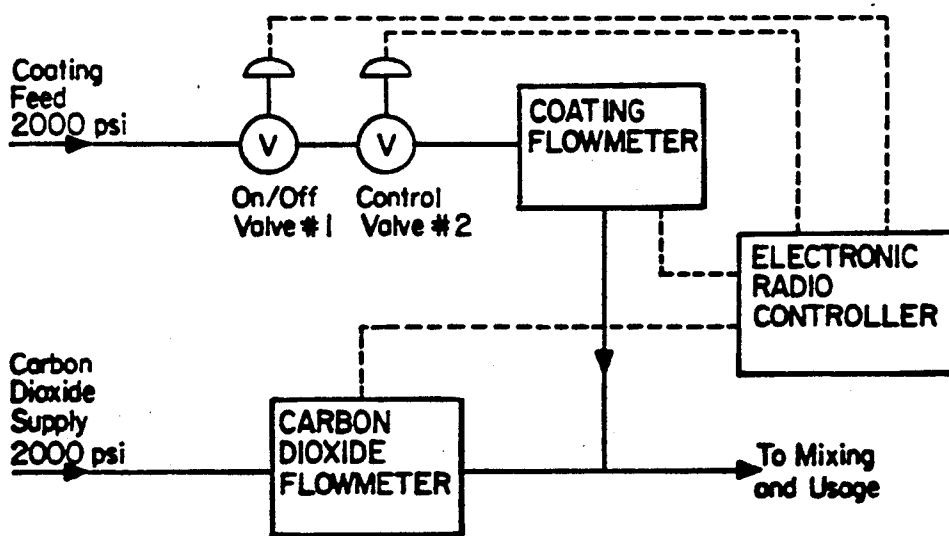 Coating
Feed
2000 psi
V
V
On/Off
Valve #1
Control
Valve #2
COATING
FLOWMETER
ELECTRONIC
RADIO
CONTROLLER
Carbon
Dioxide
Supply
2000 psi
CARBON
DIOXIDE
FLOWMETER
To Mixing
and Usage